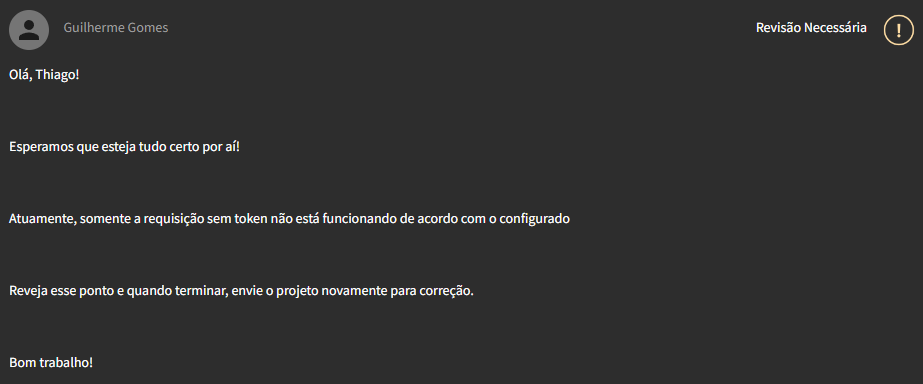 Guilherme Gomes
Revisão Necessária
!
Olá, Thiago!
Esperamos que esteja tudo certo por aí!
Atuamente, somente a requisição sem token não está funcionando de acordo com o configurado
Reveja esse ponto e quando terminar, envie o projeto novamente para correção.
Bom trabalho!